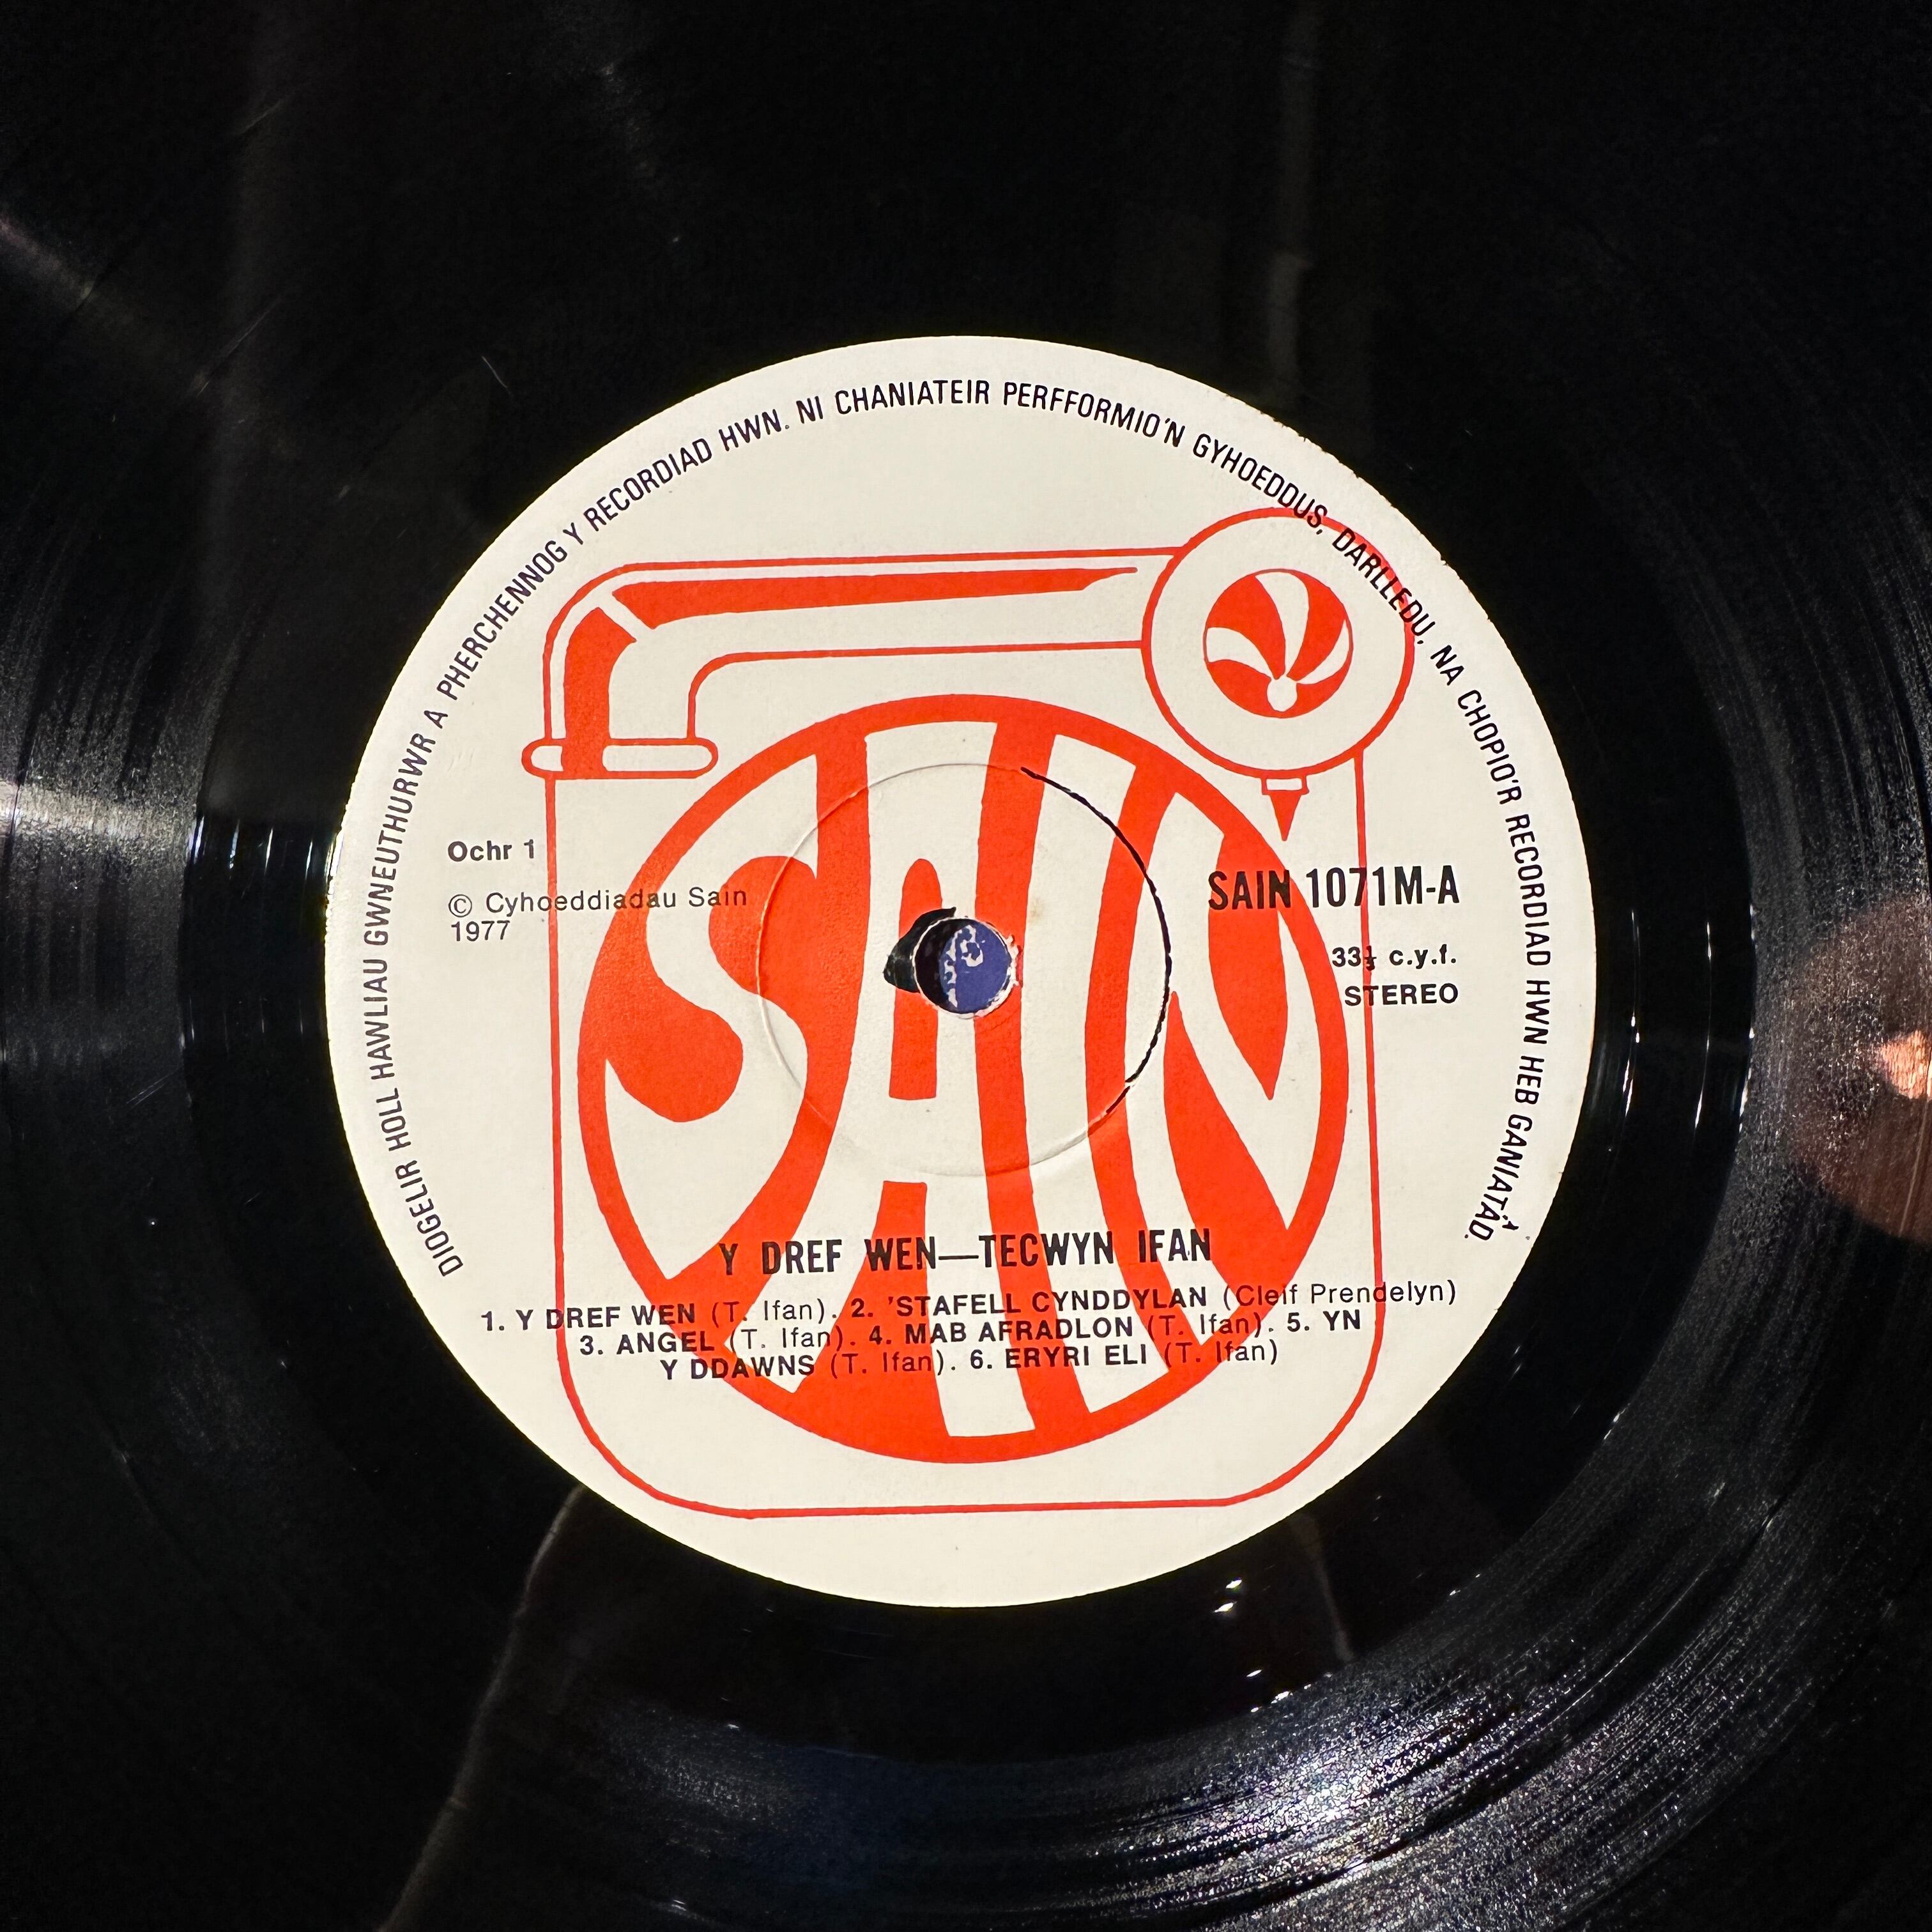 DIOGELIR HOLL HAWLIAU GWNEUTHURWR A PHERCHENNOG Y RECORDIAD HWN. NI CHANIATEIR PERFFORMIO'N GYHOEDDUS, DARLLEDU, NA CHOPIO'R RECORDIAD HWN HEB GANIATÂD.
SAIN
Ochr 1
© Cyhoeddiadau Sain
1977
SAIN 1071M-A
33⅓ c.y.f.
STEREO
Y DREF WEN—TECWYN IFAN
1. Y DREF WEN (T. Ifan). 2. 'STAFELL CYNDDYLAN (Cleif Prendelyn)
3. ANGEL (T. Ifan). 4. MAB AFRADLON (T. Ifan). 5. YN
Y DDAWNS (T. Ifan). 6. ERYRI ELI (T. Ifan)